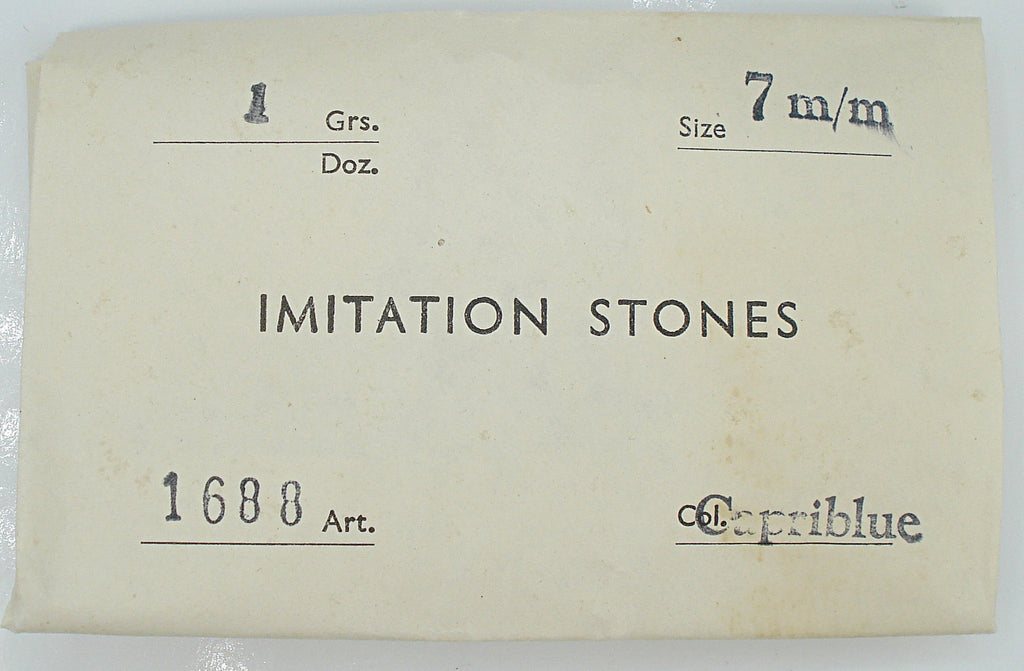 1 Grs. Size 7 m/m
Doz.
IMITATION STONES
1688 Art. Col. Capriblue